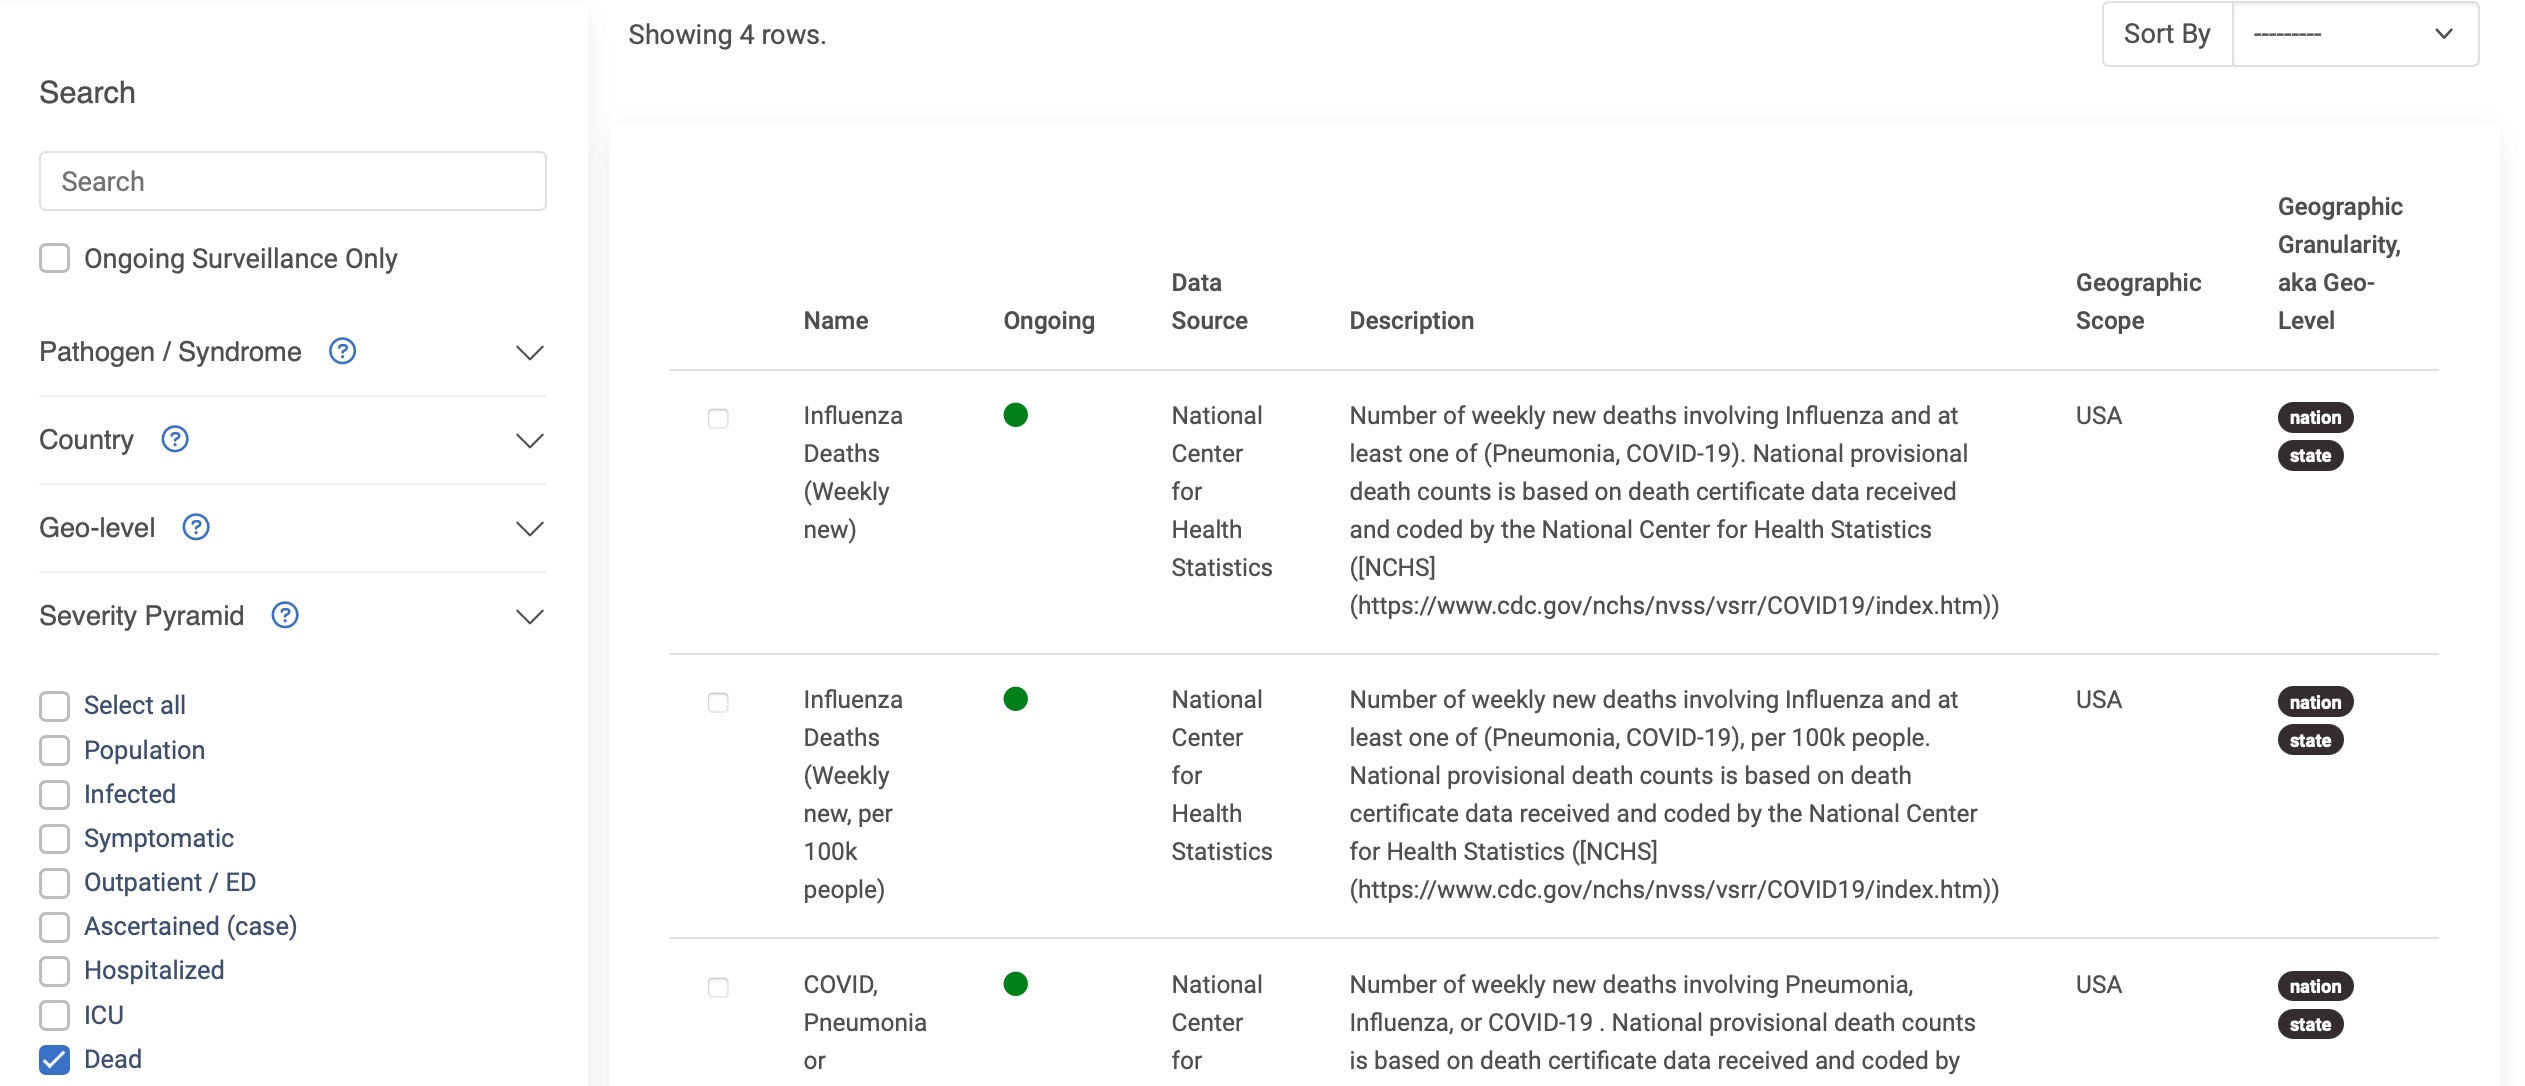 Search
Search
Ongoing Surveillance Only
Pathogen / Syndrome ?
Country ?
Geo-level ?
Severity Pyramid ?
Select all
Population
Infected
Symptomatic
Outpatient / ED
Ascertained (case)
Hospitalized
ICU
Dead
Showing 4 rows.
Sort By ---------
Name
Ongoing
Data
Source
Description
Geographic
Scope
Geographic
Granularity,
aka Geo-
Level
Influenza
Deaths
(Weekly
new)
National
Center
for
Health
Statistics
Number of weekly new deaths involving Influenza and at
least one of (Pneumonia, COVID-19). National provisional
death counts is based on death certificate data received
and coded by the National Center for Health Statistics
([NCHS]
(https://www.cdc.gov/nchs/nvss/vsrr/COVID19/index.htm))
USA
nation
state
Influenza
Deaths
(Weekly
new, per
100k
people)
National
Center
for
Health
Statistics
Number of weekly new deaths involving Influenza and at
least one of (Pneumonia, COVID-19), per 100k people.
National provisional death counts is based on death
certificate data received and coded by the National Center
for Health Statistics ([NCHS]
(https://www.cdc.gov/nchs/nvss/vsrr/COVID19/index.htm))
USA
nation
state
COVID,
Pneumonia
or
National
Center
for
Number of weekly new deaths involving Pneumonia,
Influenza, or COVID-19 . National provisional death counts
is based on death certificate data received and coded by
USA
nation
state